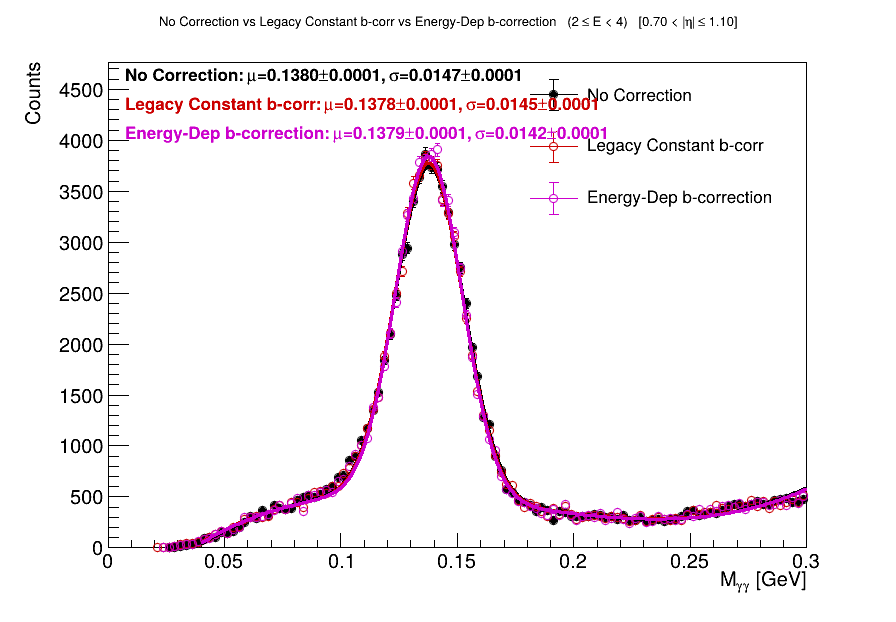 No Correction vs Legacy Constant b-corr vs Energy-Dep b-correction (2 ≤ E < 4) [0.70 < |η| ≤ 1.10]
Counts
No Correction: μ=0.1380±0.0001, σ=0.0147±0.0001
Legacy Constant b-corr: μ=0.1378±0.0001, σ=0.0145±0.0001
Energy-Dep b-correction: μ=0.1379±0.0001, σ=0.0142±0.0001
No Correction
Legacy Constant b-corr
Energy-Dep b-correction
4500
4000
3500
3000
2500
2000
1500
1000
500
0
0 0.05 0.1 0.15 0.2 0.25 0.3
Mγγ [GeV]